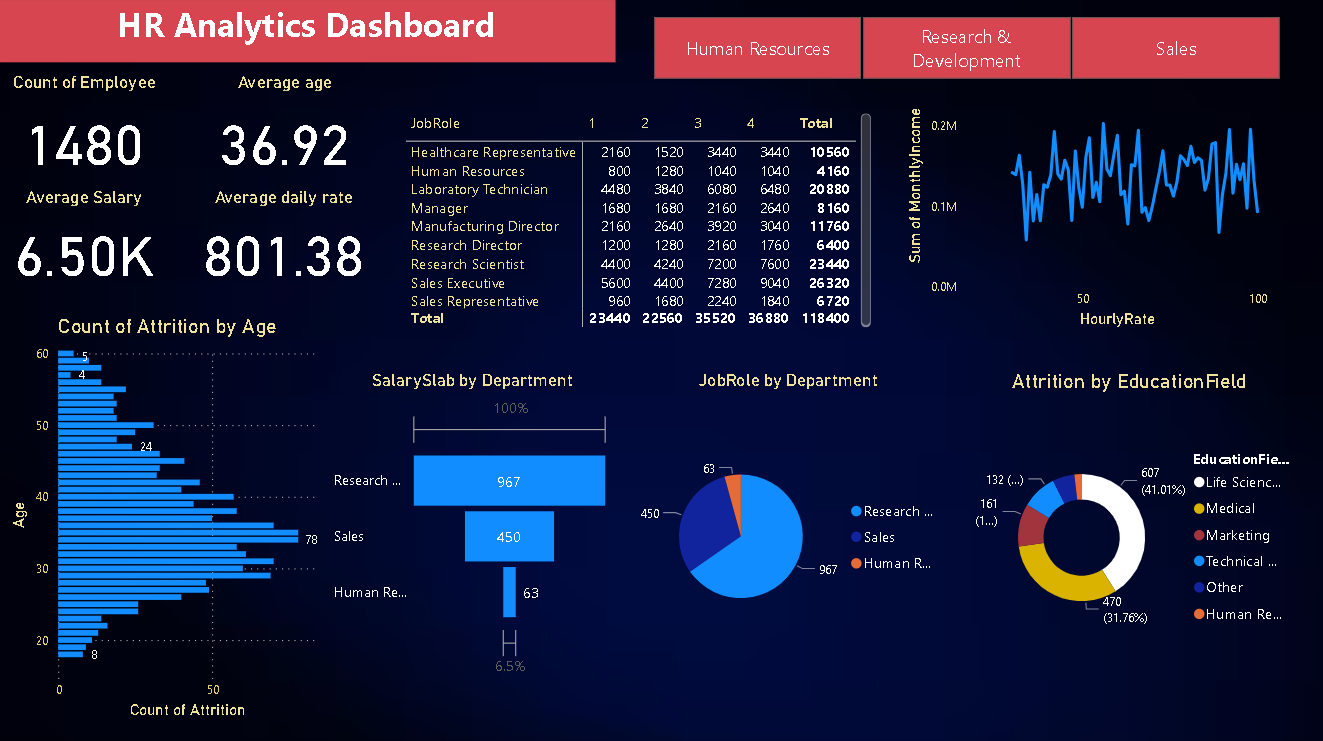 HR Analytics Dashboard
Human Resources
Research &
Development
Sales
Count of Employee
Average age
1480
36.92
Average Salary
Average daily rate
6.50K
801.38
JobRole 1 2 3 4 Total
Healthcare Representative 2160 1520 3440 3440 10560
Human Resources 800 1280 1040 1040 4160
Laboratory Technician 4480 3840 6080 6480 20880
Manager 1680 1680 2160 2640 8160
Manufacturing Director 2160 2640 3920 3040 11760
Research Director 1200 1280 2160 1760 6400
Research Scientist 4400 4240 7200 7600 23440
Sales Executive 5600 4400 7280 9040 26320
Sales Representative 960 1680 2240 1840 6720
Total 23440 22560 35520 36880 118400
Sum of MonthlyIncome
0.2M
0.1M
0.0M
50 100
HourlyRate
Count of Attrition by Age
Age
60
50
40
30
20
5
4
24
78
8
0 50
Count of Attrition
SalarySlab by Department
100%
Research ... 967
Sales 450
Human Re... 63
6.5%
JobRole by Department
63
450
967
Research ...
Sales
Human R...
Attrition by EducationField
132 (...)
161
(1...)
607
(41.01%)
470
(31.76%)
EducationFie...
Life Scienc...
Medical
Marketing
Technical ...
Other
Human Re...